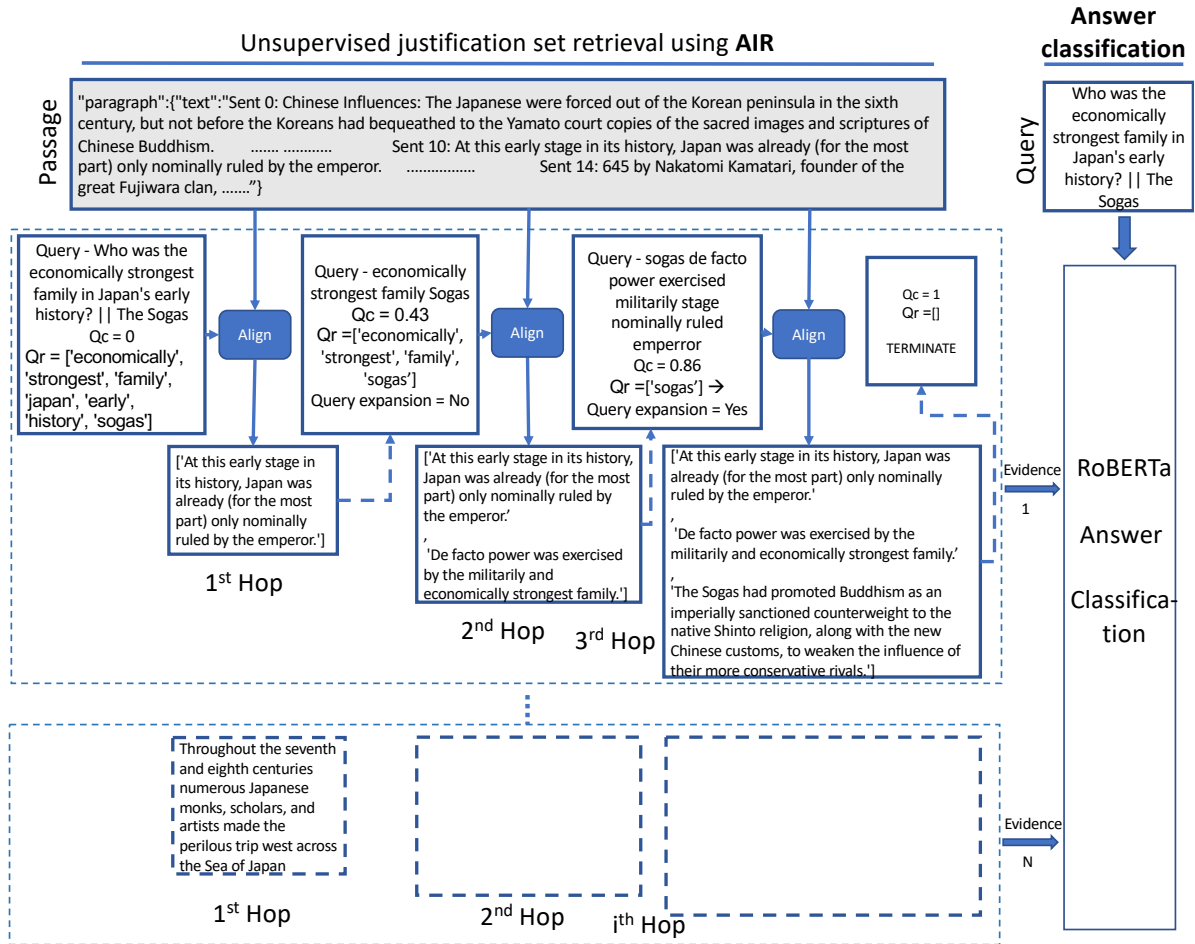 Unsupervised justification set retrieval using AIR
Answer
classification
Passage
"paragraph":{"text":"Sent 0: Chinese Influences: The Japanese were forced out of the Korean peninsula in the sixth
century, but not before the Koreans had bequeathed to the Yamato court copies of the sacred images and scriptures of
Chinese Buddhism. ....... ............ Sent 10: At this early stage in its history, Japan was already (for the most
part) only nominally ruled by the emperor. ................. Sent 14: 645 by Nakatomi Kamatari, founder of the
great Fujiwara clan, ......."}
Query
Who was the
economically
strongest family in
Japan's early
history? || The
Sogas
Query - Who was the
economically strongest
family in Japan's early
history? || The Sogas
Qc = 0
Qr = ['economically',
'strongest', 'family',
'japan', 'early',
'history', 'sogas']
Align
Query - economically
strongest family Sogas
Qc = 0.43
Qr =['economically',
'strongest', 'family',
'sogas’]
Query expansion = No
Align
Query - sogas de facto
power exercised
militarily stage
nominally ruled
emperror
Qc = 0.86
Qr =['sogas'] →
Query expansion = Yes
Align
Qc = 1
Qr =[]
TERMINATE
['At this early stage in
its history, Japan was
already (for the most
part) only nominally
ruled by the emperor.']
1st Hop
['At this early stage in its history,
Japan was already (for the most
part) only nominally ruled by
the emperor.’
,
'De facto power was exercised
by the militarily and
economically strongest family.']
2nd Hop
3rd Hop
['At this early stage in its history, Japan was
already (for the most part) only nominally
ruled by the emperor.'
,
'De facto power was exercised by the
militarily and economically strongest family.’
,
'The Sogas had promoted Buddhism as an
imperially sanctioned counterweight to the
native Shinto religion, along with the new
Chinese customs, to weaken the influence of
their more conservative rivals.']
Evidence
1
RoBERTa
Answer
Classifica-
tion
Throughout the seventh
and eighth centuries
numerous Japanese
monks, scholars, and
artists made the
perilous trip west across
the Sea of Japan
1st Hop
2nd Hop
ith Hop
Evidence
N